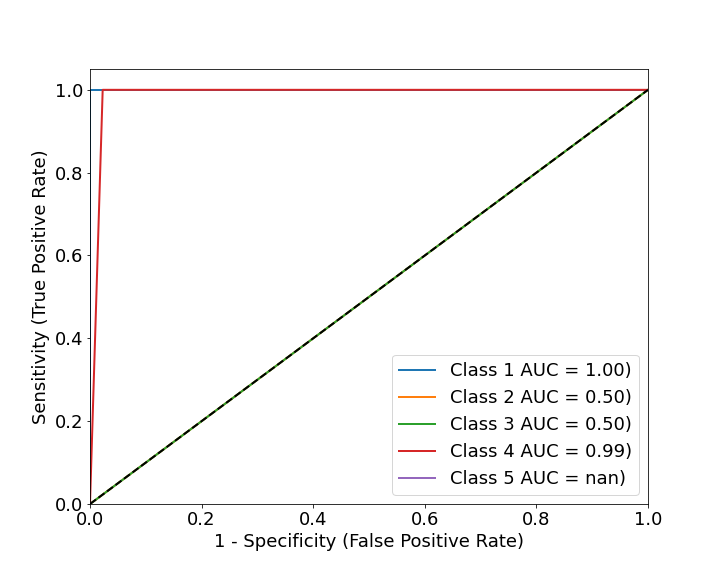 1.0
0.8
0.6
0.4
0.2
0.0
Sensitivity (True Positive Rate)
Class 1 AUC = 1.00)
Class 2 AUC = 0.50)
Class 3 AUC = 0.50)
Class 4 AUC = 0.99)
Class 5 AUC = nan)
0.0 0.2 0.4 0.6 0.8 1.0
1 - Specificity (False Positive Rate)